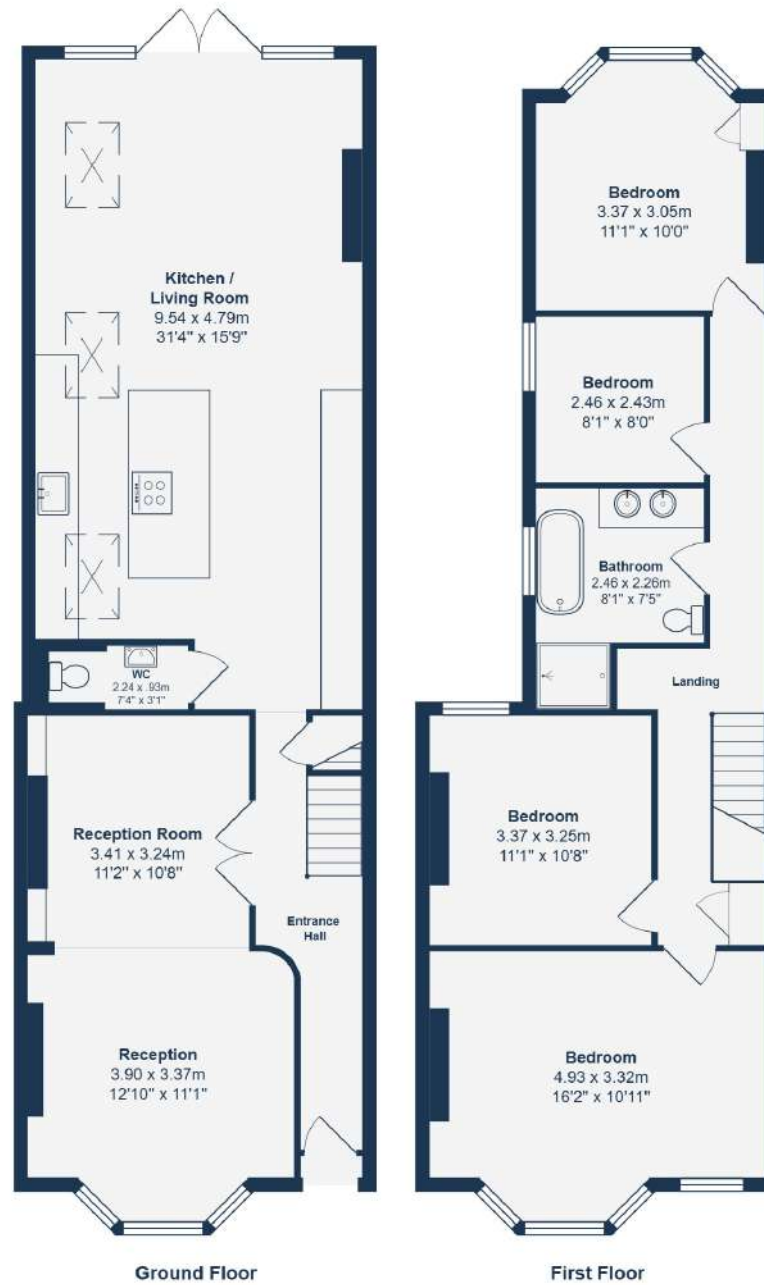 Kitchen /
Living Room
9.54 x 4.79m
31'4" x 15'9"
WC
2.24 x .93m
7'4" x 3'1"
Reception Room
3.41 x 3.24m
11'2" x 10'8"
Entrance
Hall
Reception
3.90 x 3.37m
12'10" x 11'1"
Ground Floor
Bedroom
3.37 x 3.05m
11'1" x 10'0"
Bedroom
2.46 x 2.43m
8'1" x 8'0"
Bathroom
2.46 x 2.26m
8'1" x 7'5"
Landing
Bedroom
3.37 x 3.25m
11'1" x 10'8"
Bedroom
4.93 x 3.32m
16'2" x 10'11"
First Floor